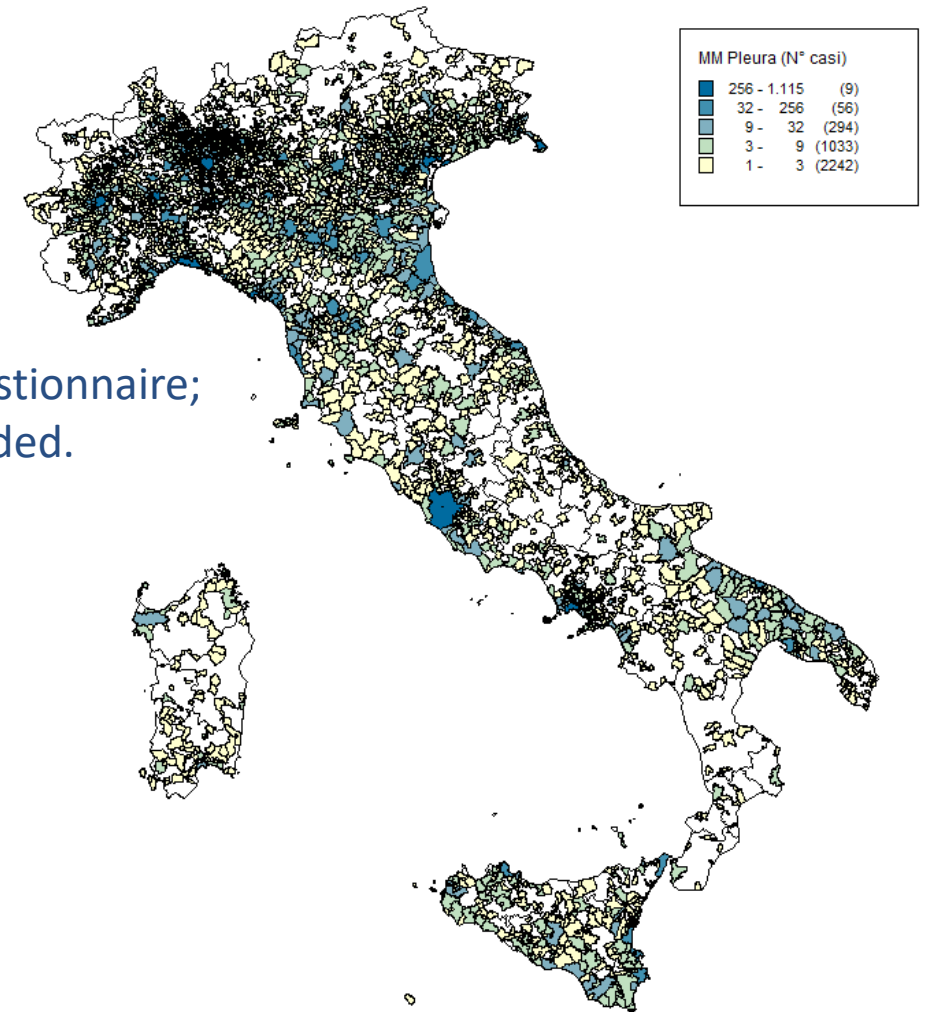 MM Pleura (N° casi)
256 - 1.115 (9)
32 - 256 (56)
9 - 32 (294)
3 - 9 (1033)
1 - 3 (2242)
stionnaire;
ded.